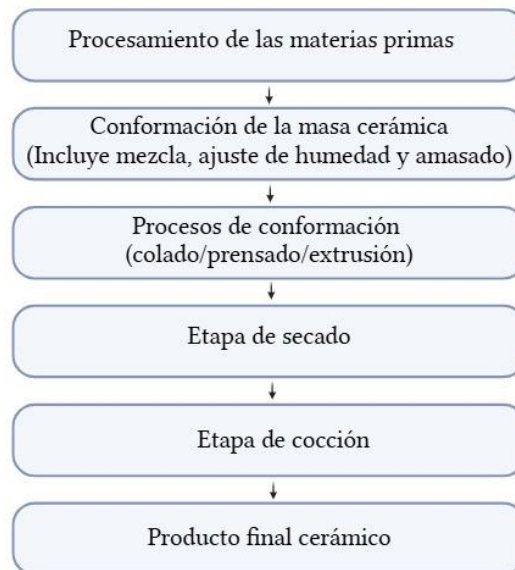 Procesamiento de las materias primas
Conformación de la masa cerámica
(Incluye mezcla, ajuste de humedad y amasado)
Procesos de conformación
(colado/prensado/extrusión)
Etapa de secado
Etapa de cocción
Producto final cerámico